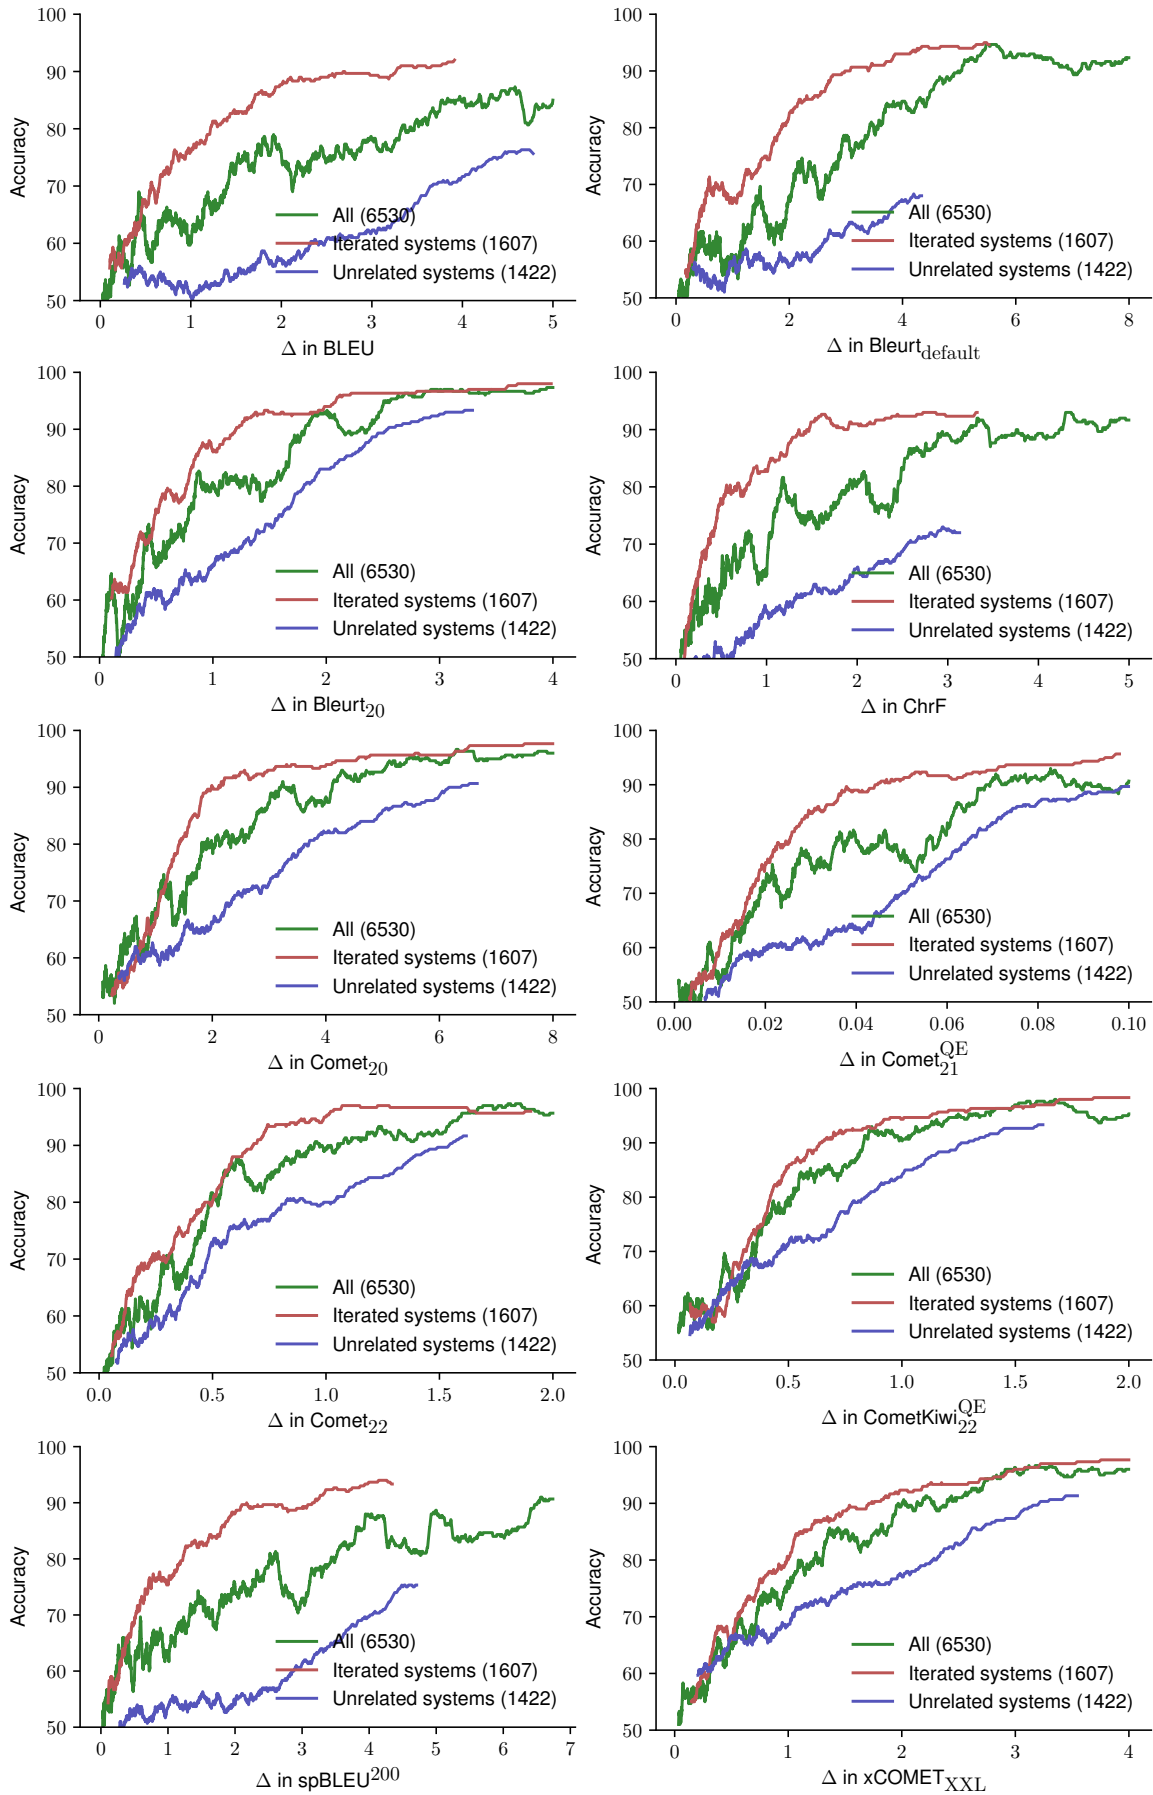 100
90
80
70
60
50
Accuracy
0 1 2 3 4 5
Δ in BLEU
All (6530)
Iterated systems (1607)
Unrelated systems (1422)
100
90
80
70
60
50
Accuracy
0 2 4 6 8
Δ in Bleurt_default
All (6530)
Iterated systems (1607)
Unrelated systems (1422)
100
90
80
70
60
50
Accuracy
0 1 2 3 4
Δ in Bleurt_20
All (6530)
Iterated systems (1607)
Unrelated systems (1422)
100
90
80
70
60
50
Accuracy
0 1 2 3 4 5
Δ in ChrF
All (6530)
Iterated systems (1607)
Unrelated systems (1422)
100
90
80
70
60
50
Accuracy
0 2 4 6 8
Δ in Comet_20
All (6530)
Iterated systems (1607)
Unrelated systems (1422)
100
90
80
70
60
50
Accuracy
0.00 0.02 0.04 0.06 0.08 0.10
Δ in Comet_21^QE
All (6530)
Iterated systems (1607)
Unrelated systems (1422)
100
90
80
70
60
50
Accuracy
0.0 0.5 1.0 1.5 2.0
Δ in Comet_22
All (6530)
Iterated systems (1607)
Unrelated systems (1422)
100
90
80
70
60
50
Accuracy
0.0 0.5 1.0 1.5 2.0
Δ in CometKiwi_22^QE
All (6530)
Iterated systems (1607)
Unrelated systems (1422)
100
90
80
70
60
50
Accuracy
0 1 2 3 4 5 6 7
Δ in spBLEU^200
All (6530)
Iterated systems (1607)
Unrelated systems (1422)
100
90
80
70
60
50
Accuracy
0 1 2 3 4
Δ in xCOMET_XXL
All (6530)
Iterated systems (1607)
Unrelated systems (1422)